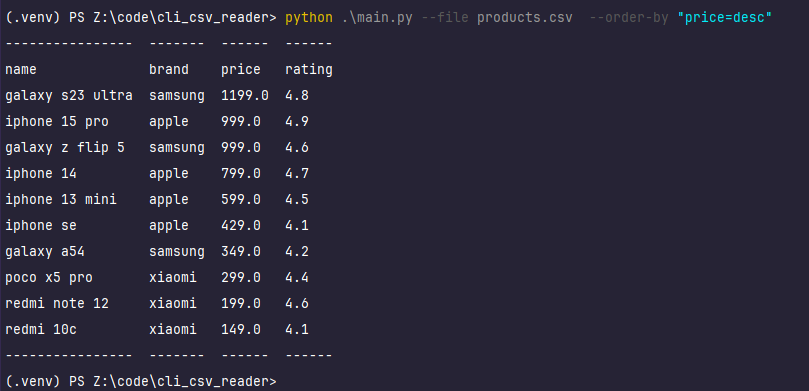 (.venv) PS Z:\code\cli_csv_reader> python .\main.py --file products.csv  --order-by "price=desc"
----------------  -------  ------  ------
name              brand    price   rating
galaxy s23 ultra  samsung  1199.0  4.8
iphone 15 pro     apple    999.0   4.9
galaxy z flip 5   samsung  999.0   4.6
iphone 14         apple    799.0   4.7
iphone 13 mini    apple    599.0   4.5
iphone se         apple    429.0   4.1
galaxy a54        samsung  349.0   4.2
poco x5 pro       xiaomi   299.0   4.4
redmi note 12     xiaomi   199.0   4.6
redmi 10c         xiaomi   149.0   4.1
----------------  -------  ------  ------
(.venv) PS Z:\code\cli_csv_reader>